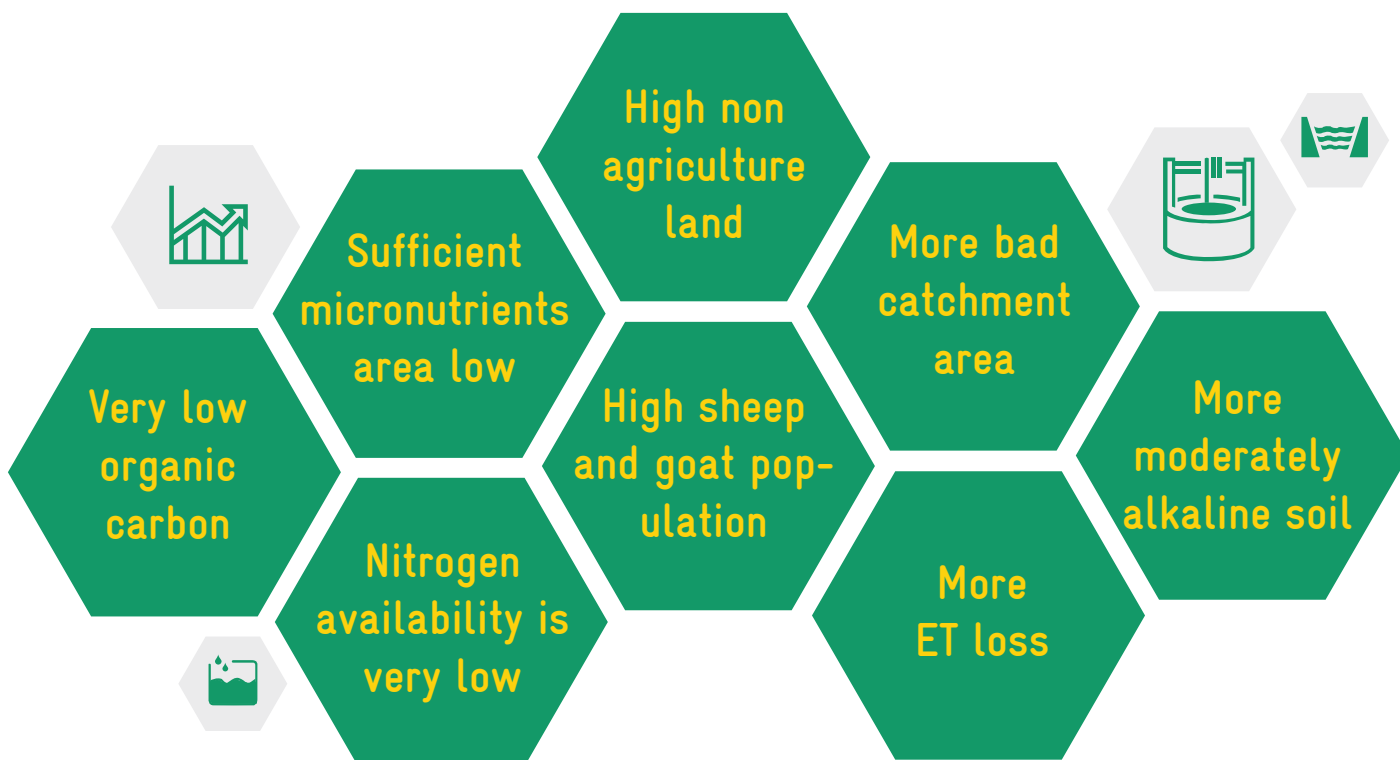 High non
agriculture
land
Sufficient
micronutrients
area low
More bad
catchment
area
Very low
organic
carbon
High sheep
and goat pop-
ulation
More
moderately
alkaline soil
Nitrogen
availability is
very low
More
ET loss